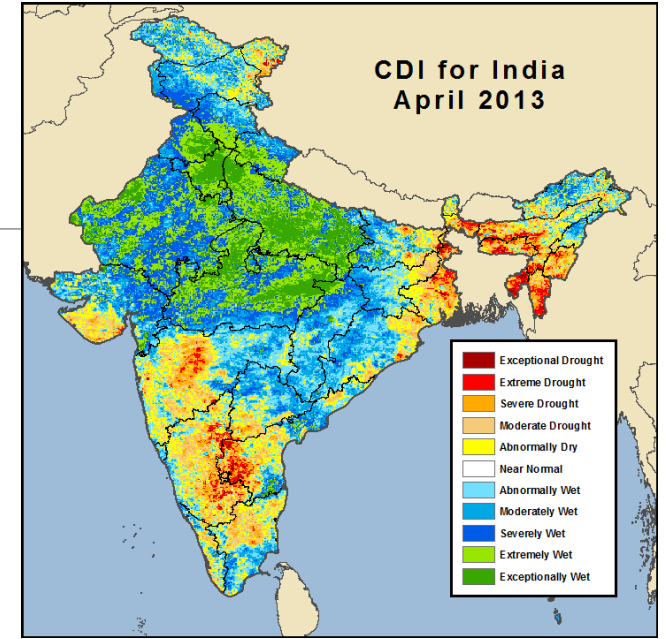 CDI for India
April 2013
Exceptional Drought
Extreme Drought
Severe Drought
Moderate Drought
Abnormally Dry
Near Normal
Abnormally Wet
Moderately Wet
Severely Wet
Extremely Wet
Exceptionally Wet